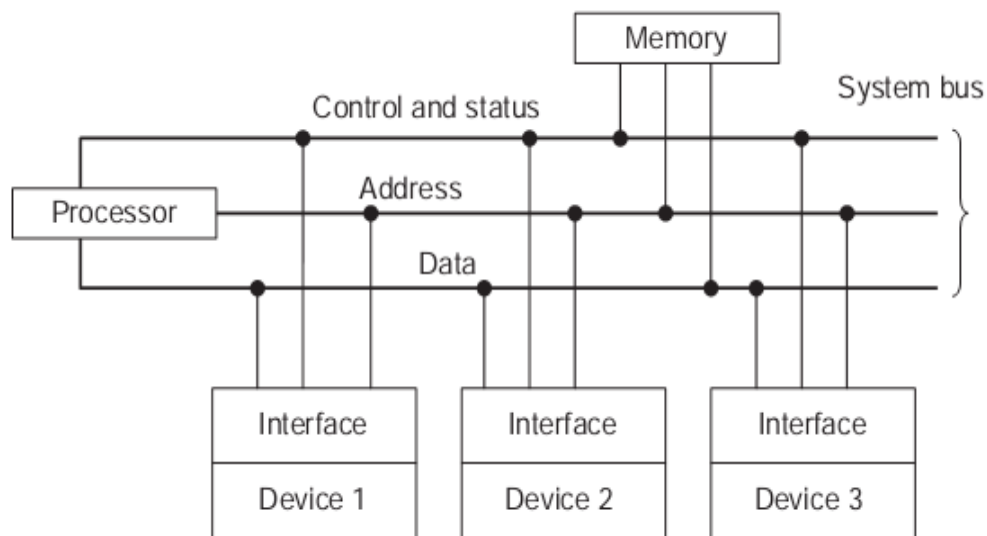 Memory
System bus
Control and status
Address
Processor
Data
Interface
Interface
Interface
Device 1
Device 2
Device 3